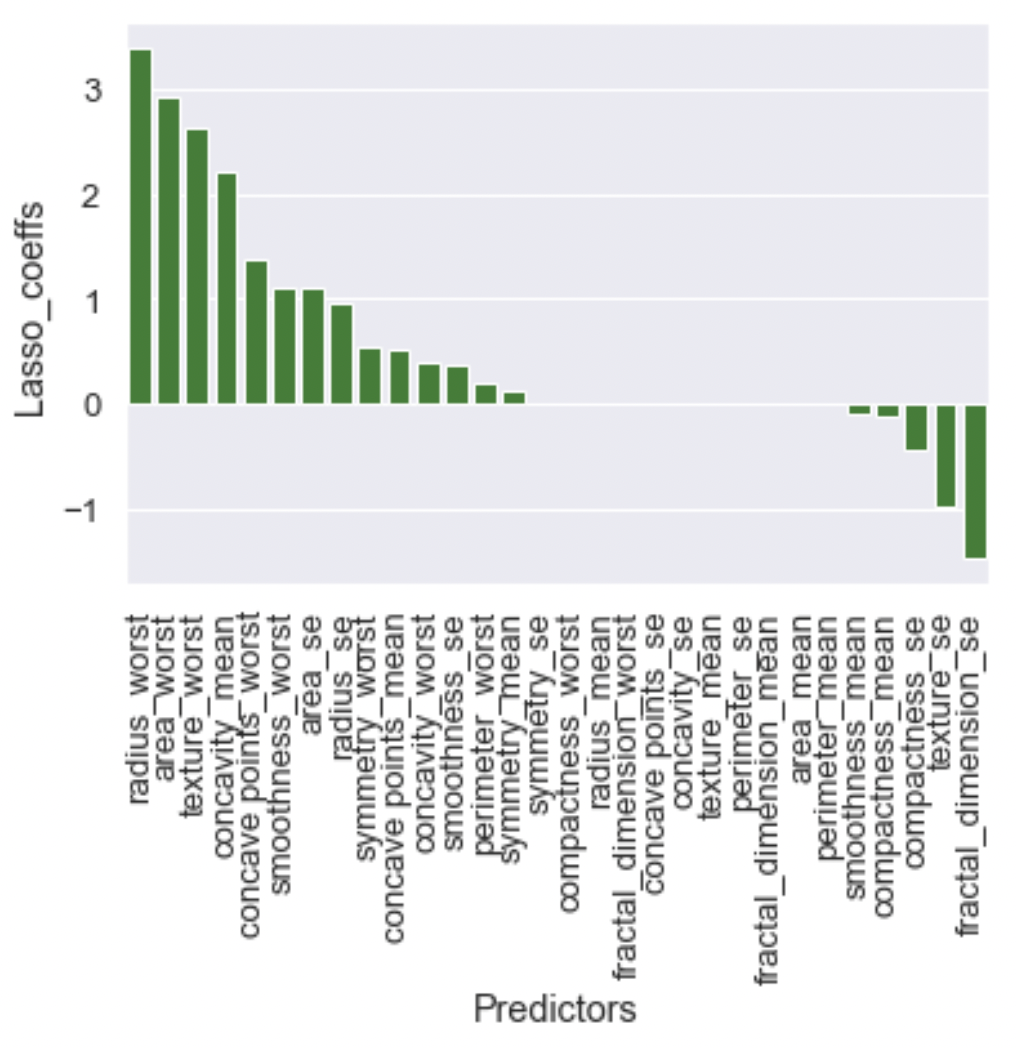 Lasso_coeffs
3
2
1
0
−1
radius_worst
area_worst
texture_worst
concavity_mean
concave points_worst
smoothness_worst
area_se
radius_se
symmetry_worst
concave points_mean
concavity_worst
smoothness_se
perimeter_worst
symmetry_mean
symmetry_se
compactness_worst
radius_mean
fractal_dimension_worst
concave points_se
concavity_se
texture_mean
perimeter_se
fractal_dimension_mean
area_mean
perimeter_mean
smoothness_mean
compactness_mean
compactness_se
texture_se
fractal_dimension_se
Predictors